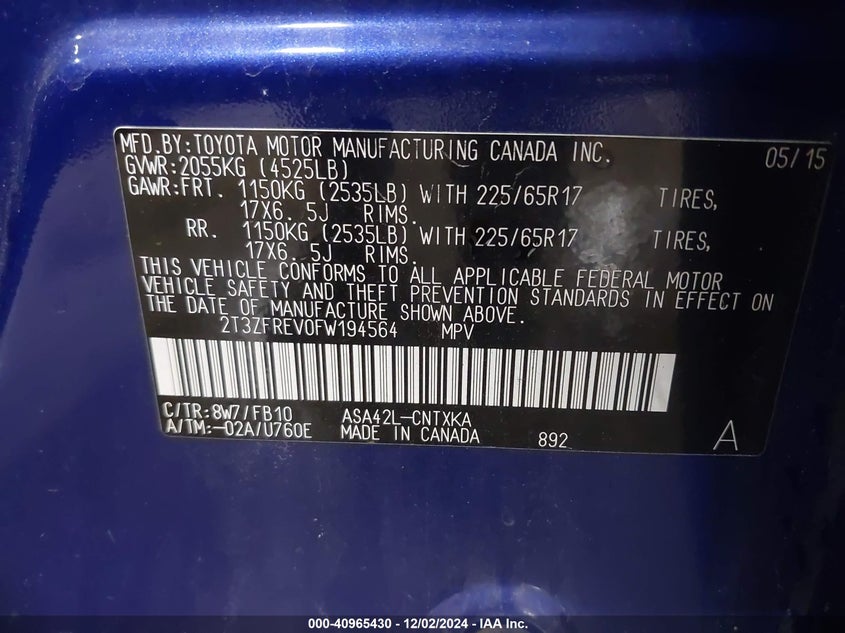 MFD.BY:TOYOTA MOTOR MANUFACTURING CANADA INC. 05/15
GVWR:2055KG (4525LB)
GAWR:FRT. 1150KG (2535LB) WITH 225/65R17 TIRES,
17X6. 5J RIMS.
RR. 1150KG (2535LB) WITH 225/65R17 TIRES,
17X6. 5J RIMS.
THIS VEHICLE CONFORMS TO ALL APPLICABLE FEDERAL MOTOR
VEHICLE SAFETY AND THEFT PREVENTION STANDARDS IN EFFECT ON
THE DATE OF MANUFACTURE SHOWN ABOVE.
2T3ZFREV0FW194564 MPV
C/TR:8W7/FB10 ASA42L-CNTXKA
A/TM:-02A/U760E MADE IN CANADA 892 A
000-40965430 - 12/02/2024 - IAA Inc.